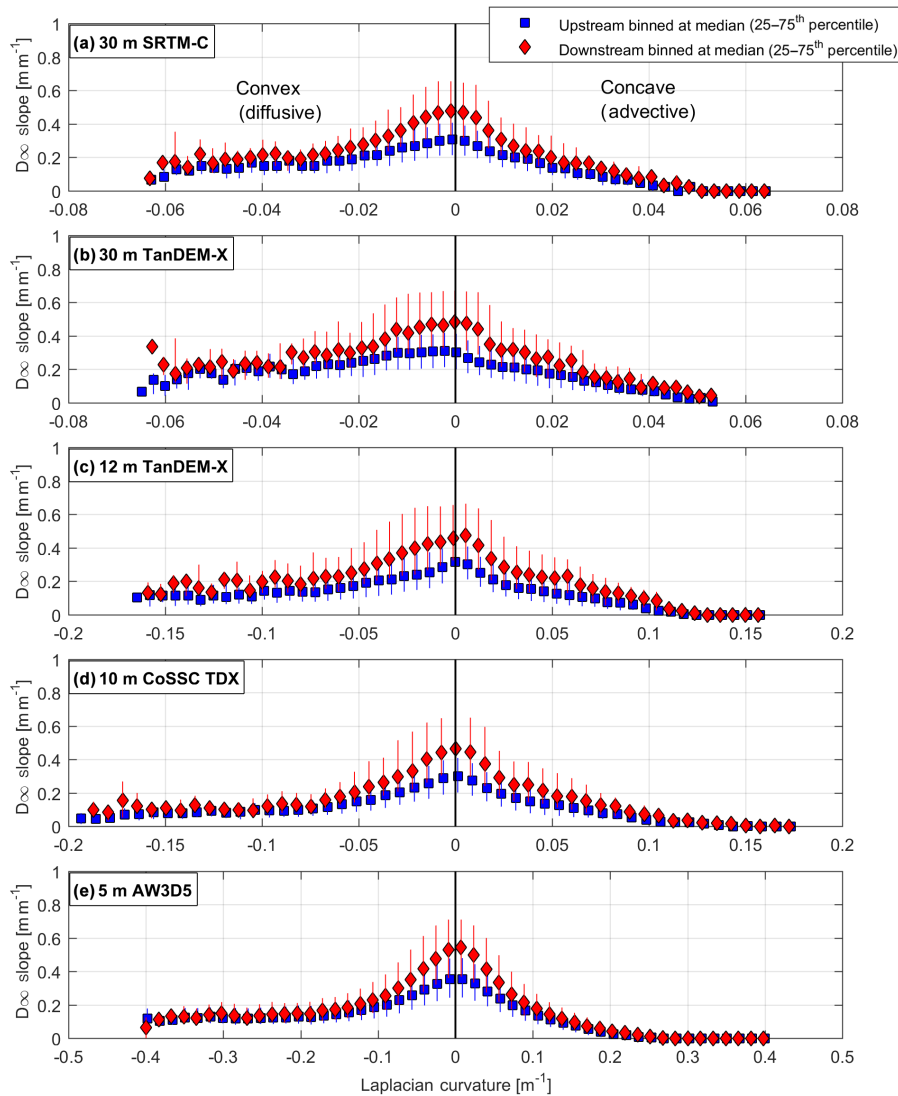 Upstream binned at median (25–75th percentile)
Downstream binned at median (25–75th percentile)
(a) 30 m SRTM-C
Convex
(diffusive)
Concave
(advective)
D∞ slope [m m-1]
1
0.8
0.6
0.4
0.2
0
-0.08 -0.06 -0.04 -0.02 0 0.02 0.04 0.06 0.08
(b) 30 m TanDEM-X
D∞ slope [m m-1]
1
0.8
0.6
0.4
0.2
0
-0.08 -0.06 -0.04 -0.02 0 0.02 0.04 0.06 0.08
(c) 12 m TanDEM-X
D∞ slope [m m-1]
1
0.8
0.6
0.4
0.2
0
-0.2 -0.15 -0.1 -0.05 0 0.05 0.1 0.15 0.2
(d) 10 m CoSSC TDX
D∞ slope [m m-1]
1
0.8
0.6
0.4
0.2
0
-0.2 -0.15 -0.1 -0.05 0 0.05 0.1 0.15 0.2
(e) 5 m AW3D5
D∞ slope [m m-1]
1
0.8
0.6
0.4
0.2
0
-0.5 -0.4 -0.3 -0.2 -0.1 0 0.1 0.2 0.3 0.4 0.5
Laplacian curvature [m-1]